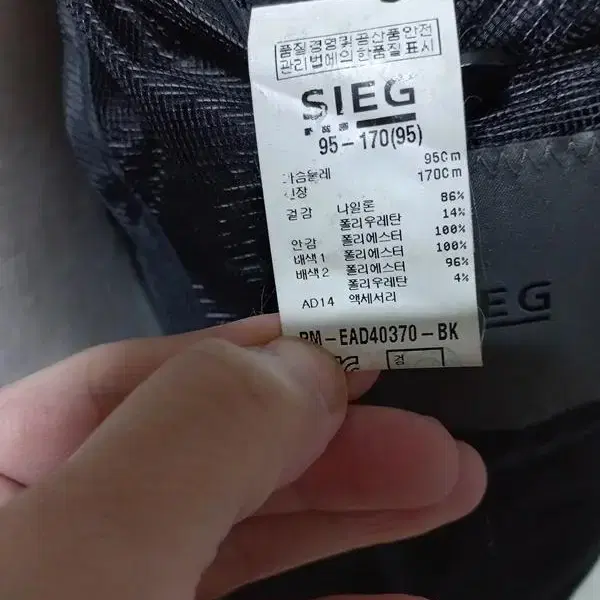 품질경영및공산품안전
관리법에의한품질표시
SIEG
95-170(95)
가슴둘레 95Cm
신장 170Cm
겉감 나일론 86%
폴리우레탄 14%
안감 폴리에스터 100%
배색1 폴리에스터 100%
배색2 폴리에스터 96%
폴리우레탄 4%
AD14 액세서리
-EAD40370-BK
검
EG